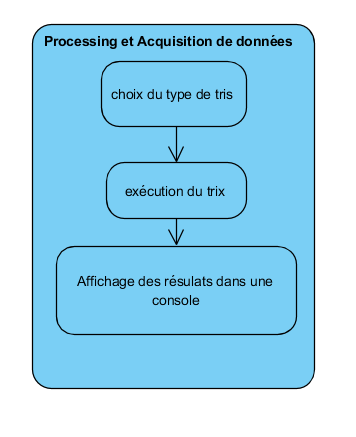 Processing et Acquisition de données
choix du type de tris
exécution du trix
Affichage des résulats dans une
console